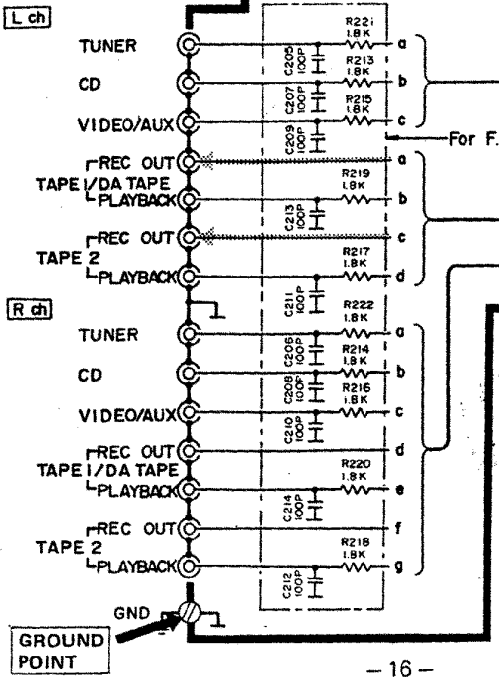 L ch
R221
1.8K
TUNER
a
C205
100P
R213
1.8K
CD
b
C207
100P
R215
1.8K
VIDEO/AUX
c
C209
100P
For F.
REC OUT
a
TAPE 1/DA TAPE
R219
1.8K
PLAYBACK
b
C213
100P
REC OUT
c
TAPE 2
R217
1.8K
PLAYBACK
d
C211
100P
R ch
R222
1.8K
TUNER
a
C206
100P
R214
1.8K
CD
b
C208
100P
R216
1.8K
VIDEO/AUX
c
C210
100P
REC OUT
d
TAPE 1/DA TAPE
R220
1.8K
PLAYBACK
e
C214
100P
REC OUT
f
TAPE 2
R218
1.8K
PLAYBACK
g
C212
100P
GND
GROUND
POINT
– 16 –